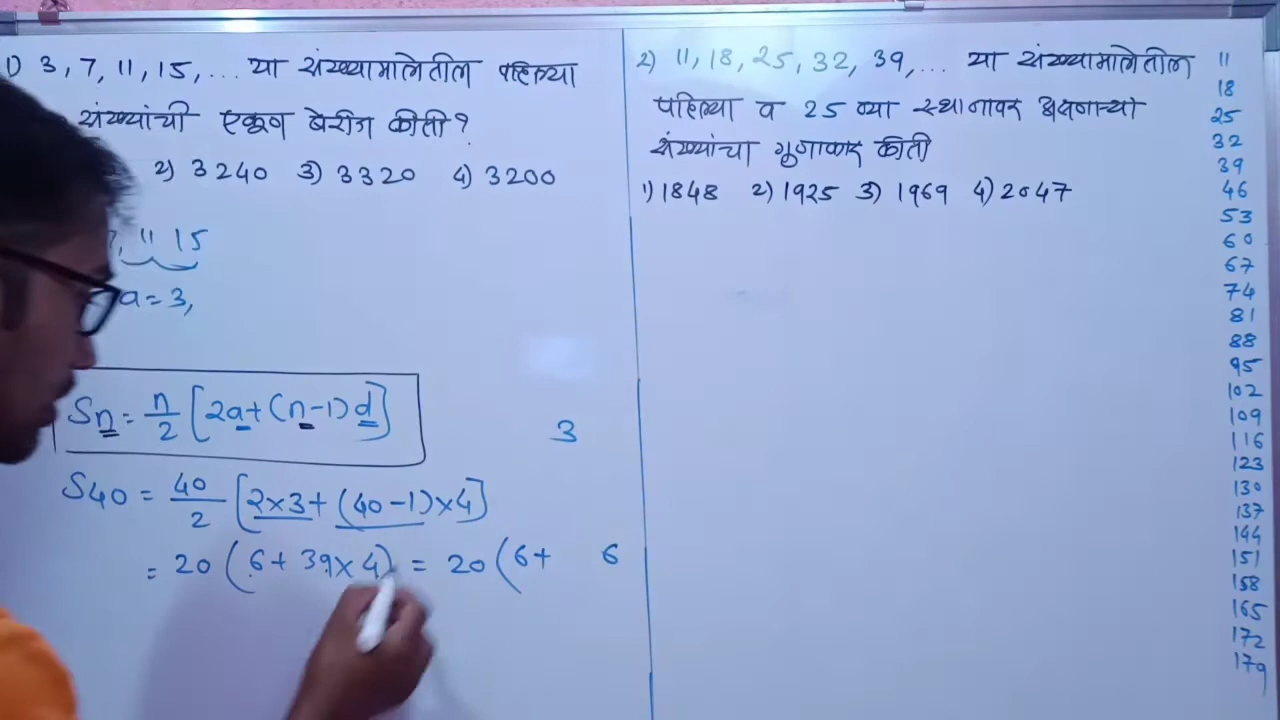 1) 3, 7, 11, 15, ... या संख्यामालेतील पहिल्या
संख्यांची एकूण बेरीज कीती?
2) 3240 3) 3320 4) 3200
, 11 15
a = 3,
Sn = n/2 [2a+(n-1)d]
3
S40 = 40/2 [2×3+(40-1)×4]
= 20 (6+39×4) = 20 (6+ 6
2) 11, 18, 25, 32, 39, ... या संख्यामालेतील
पहिल्या व 25 व्या स्थानावर असणाऱ्या
संख्यांचा गूणाकार कीती
1) 1848 2) 1925 3) 1969 4) 2047
11
18
25
32
39
46
53
60
67
74
81
88
95
102
109
116
123
130
137
144
151
158
165
172
179